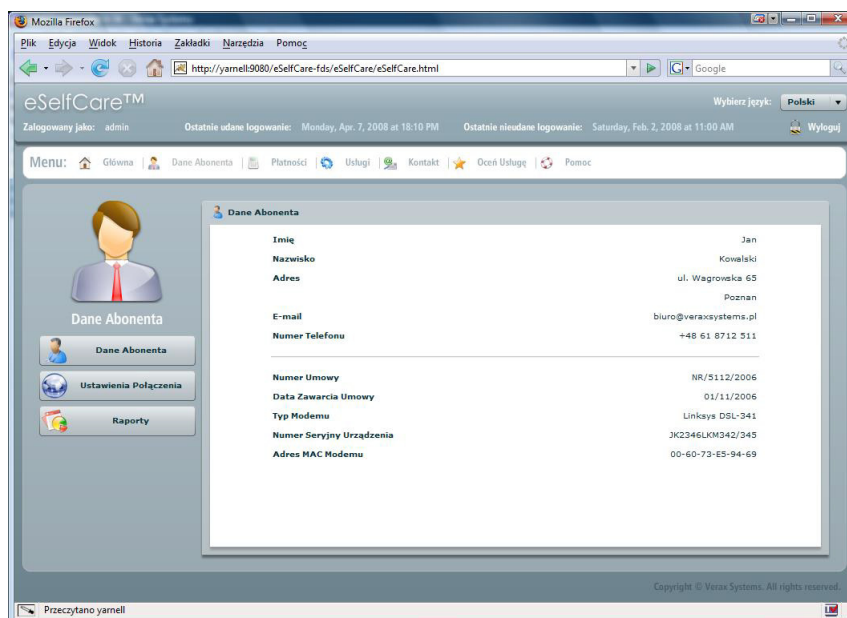 Mozilla Firefox
Plik Edycja Widok Historia Zakładki Narzędzia Pomoc
http://yarnell:9080/eSelfCare-fds/eSelfCare/eSelfCare.html
G Google
eSelfCare™
Wybierz język: Polski
Zalogowany jako: admin Ostatnie udane logowanie: Monday, Apr. 7, 2008 at 18:10 PM Ostatnie nieudane logowanie: Saturday, Feb. 2, 2008 at 11:00 AM Wyloguj
Menu: Główna Dane Abonenta Płatności Usługi Kontakt Oceń Usługę Pomoc
Dane Abonenta
Imię Jan
Nazwisko Kowalski
Adres ul. Wagrowska 65
Poznan
E-mail biuro@veraxsystems.pl
Numer Telefonu +48 61 8712 511
Numer Umowy NR/5112/2006
Data Zawarcia Umowy 01/11/2006
Typ Modemu Linksys DSL-341
Numer Seryjny Urządzenia JK2346LKM342/345
Adres MAC Modemu 00-60-73-E5-94-69
Dane Abonenta
Dane Abonenta
Ustawienia Połączenia
Raporty
Copyright © Verax Systems. All rights reserved.
Przeczytano yarnell